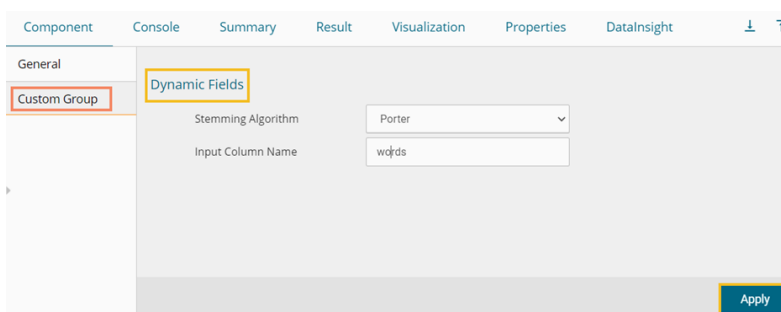 Component Console Summary Result Visualization Properties DataInsight
General
Custom Group
Dynamic Fields
Stemming Algorithm Porter
Input Column Name words
Apply